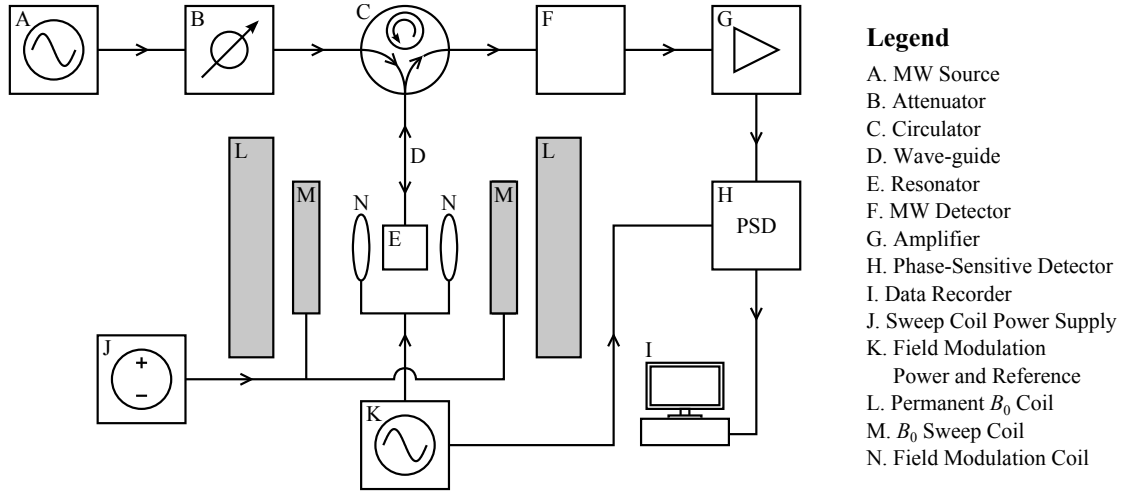 A
B
C
F
G
L
L
D
M
M
N
N
E
H
PSD
J
+
−
K
I
Legend
A. MW Source
B. Attenuator
C. Circulator
D. Wave-guide
E. Resonator
F. MW Detector
G. Amplifier
H. Phase-Sensitive Detector
I. Data Recorder
J. Sweep Coil Power Supply
K. Field Modulation
Power and Reference
L. Permanent B₀ Coil
M. B₀ Sweep Coil
N. Field Modulation Coil